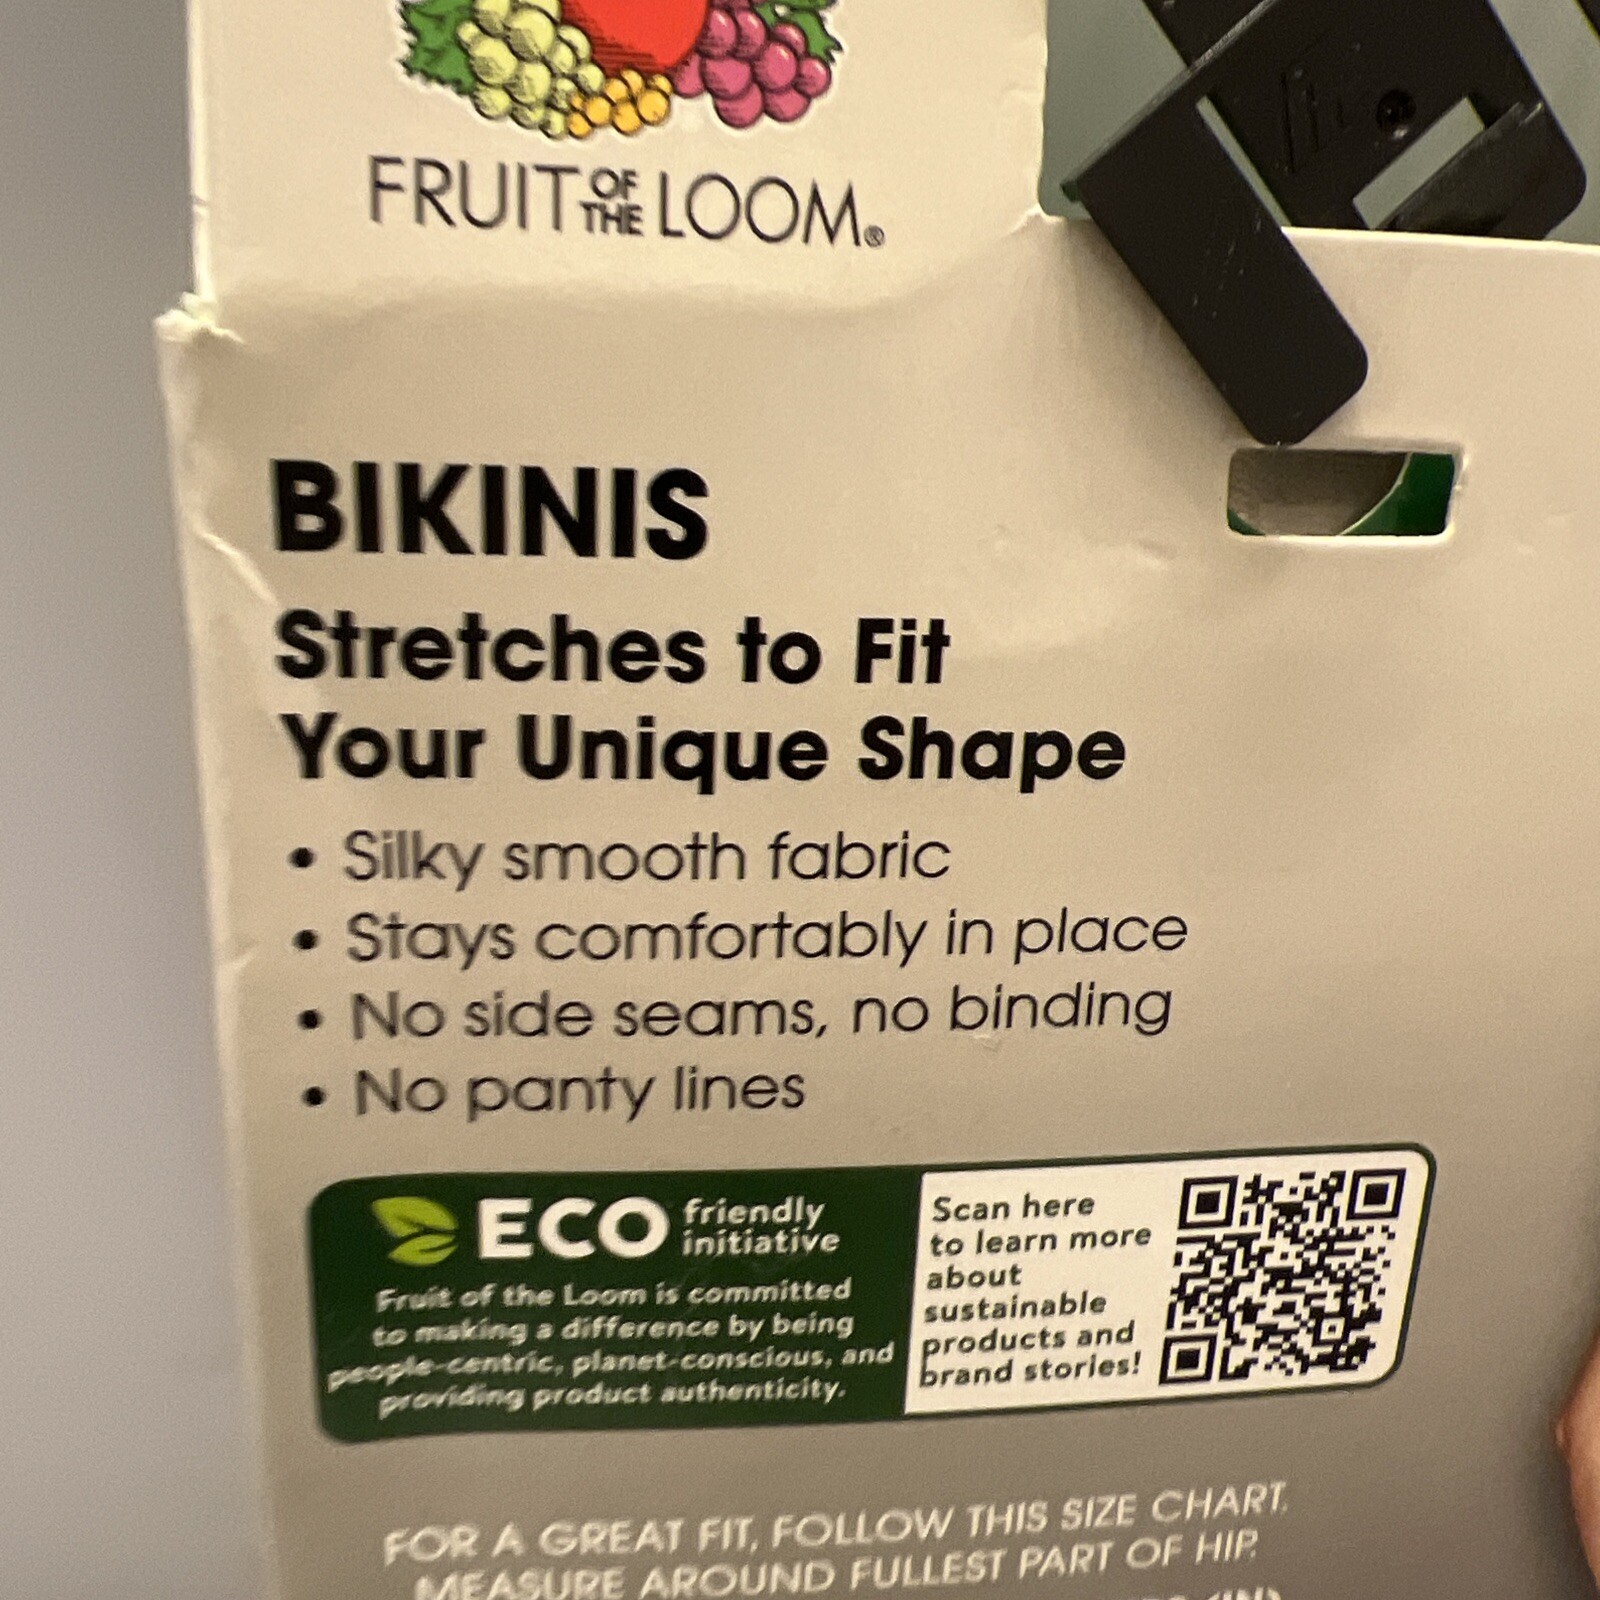 FRUIT OF THE LOOM®
BIKINIS
Stretches to Fit
Your Unique Shape
• Silky smooth fabric
• Stays comfortably in place
• No side seams, no binding
• No panty lines
ECO friendly initiative
Fruit of the Loom is committed
to making a difference by being
people-centric, planet-conscious, and
providing product authenticity.
Scan here
to learn more
about
sustainable
products and
brand stories!
FOR A GREAT FIT, FOLLOW THIS SIZE CHART.
MEASURE AROUND FULLEST PART OF HIP.